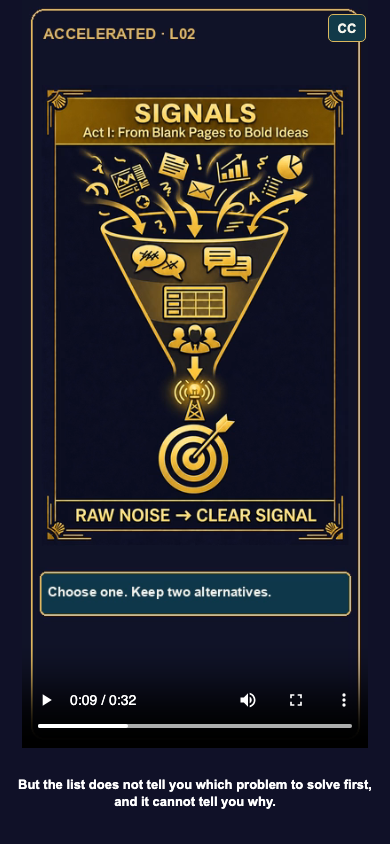 ACCELERATED · L02
CC
SIGNALS
Act I: From Blank Pages to Bold Ideas
RAW NOISE → CLEAR SIGNAL
Choose one. Keep two alternatives.
0:09 / 0:32
But the list does not tell you which problem to solve first,
and it cannot tell you why.